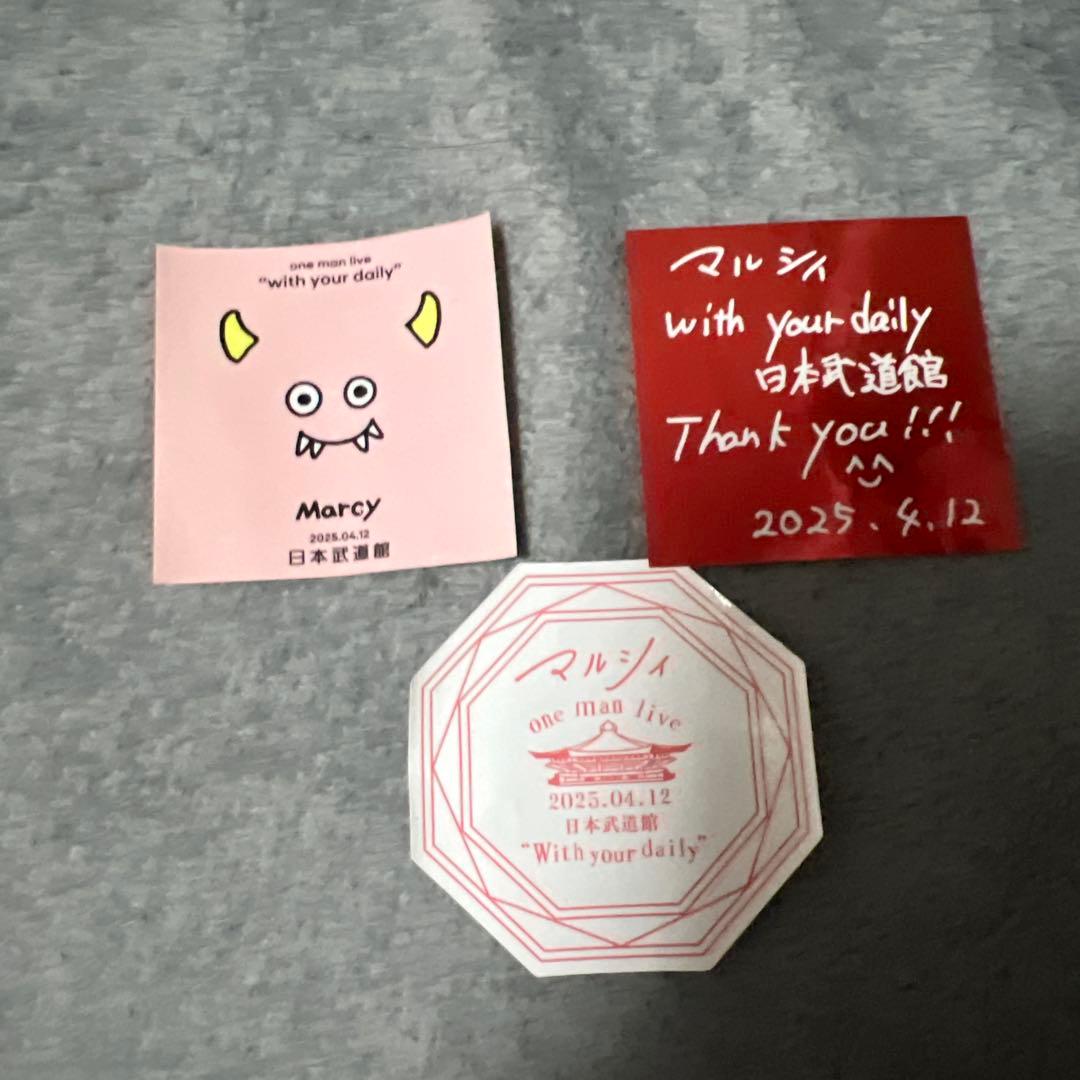 one man live
"with your daily"
Marcy
2025.04.12
日本武道館
マルシィ
with your daily
日本武道館
Thank you!!!
^^
2025.4.12
マルシィ
one man live
2025.04.12
日本武道館
"With your daily"